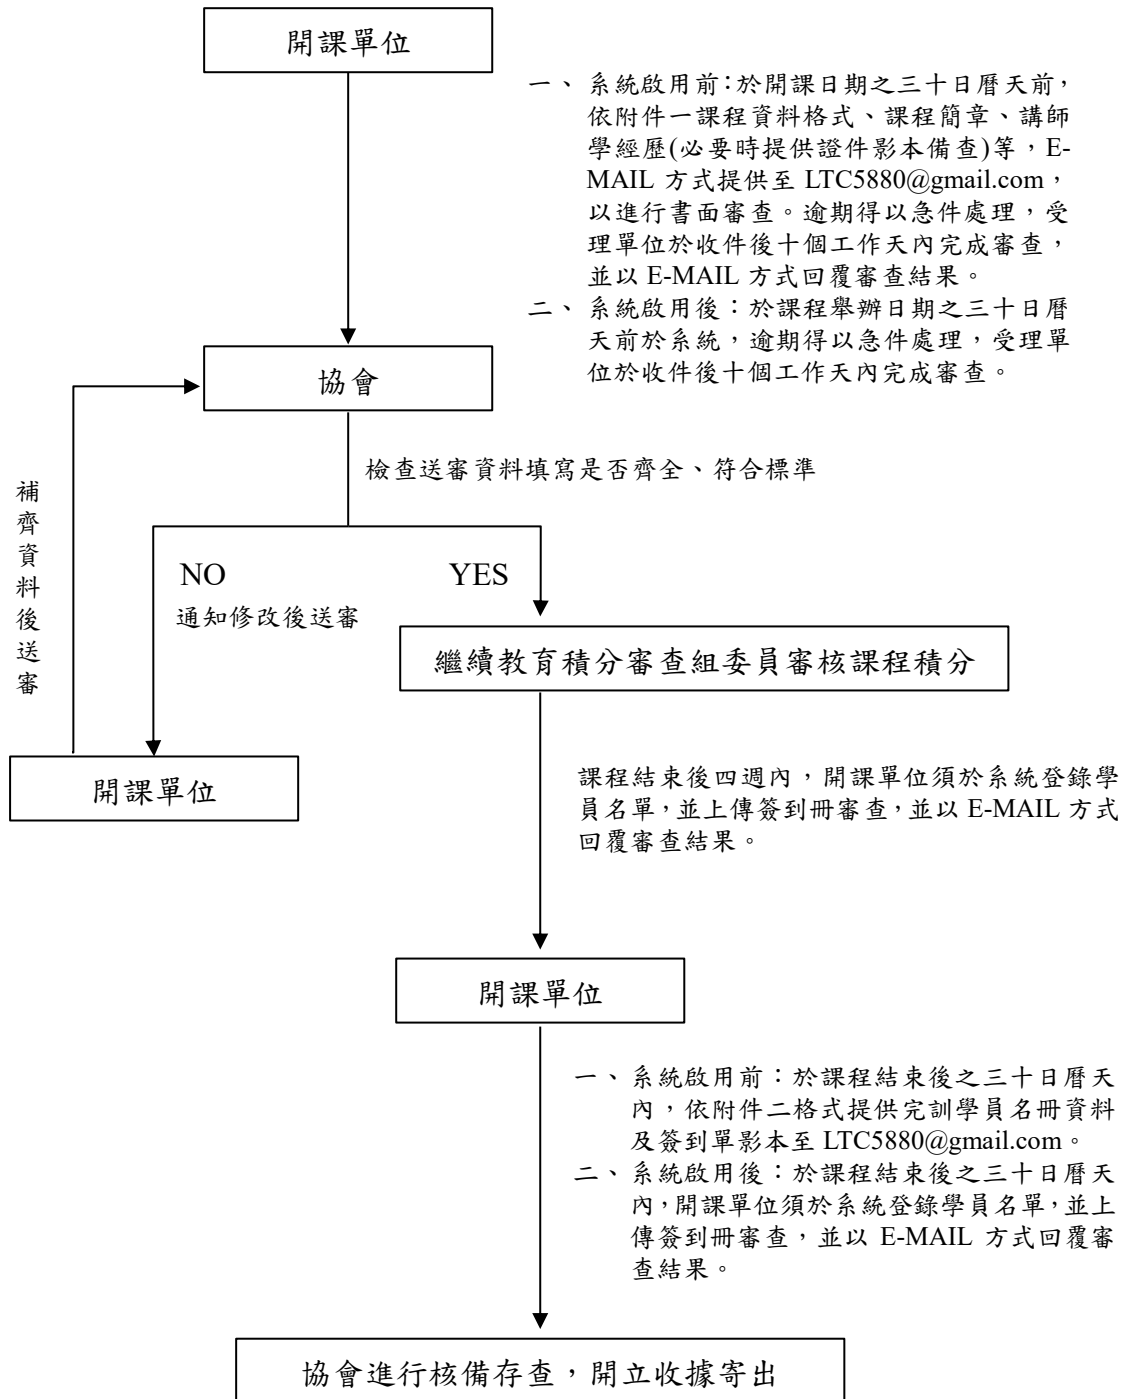 開課單位
一、 系統啟用前：於開課日期之三十日曆天前，
依附件一課程資料格式、課程簡章、講師
學經歷(必要時提供證件影本備查)等，E-
MAIL 方式提供至 LTC5880@gmail.com，
以進行書面審查。逾期得以急件處理，受
理單位於收件後十個工作天內完成審查，
並以 E-MAIL 方式回覆審查結果。
二、 系統啟用後：於課程舉辦日期之三十日曆
天前於系統，逾期得以急件處理，受理單
位於收件後十個工作天內完成審查。
協會
檢查送審資料填寫是否齊全、符合標準
補齊資料後送審
NO
YES
通知修改後送審
繼續教育積分審查組委員審核課程積分
開課單位
課程結束後四週內，開課單位須於系統登錄學
員名單，並上傳簽到冊審查，並以 E-MAIL 方式
回覆審查結果。
開課單位
一、 系統啟用前：於課程結束後之三十日曆天
內，依附件二格式提供完訓學員名冊資料
及簽到單影本至 LTC5880@gmail.com。
二、 系統啟用後：於課程結束後之三十日曆天
內，開課單位須於系統登錄學員名單，並上
傳簽到冊審查，並以 E-MAIL 方式回覆審
查結果。
協會進行核備存查，開立收據寄出